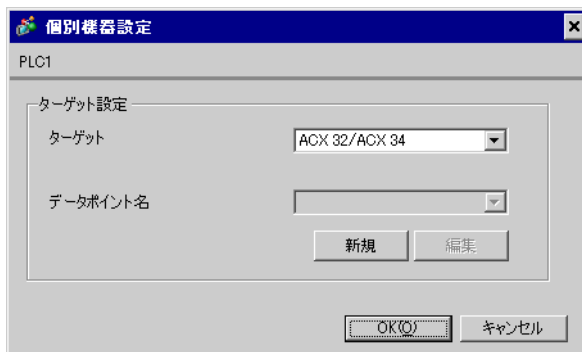 個別機器設定
PLC1
ターゲット設定
ターゲット ACX 32/ACX 34
データポイント名
新規 編集
OK(O) キャンセル